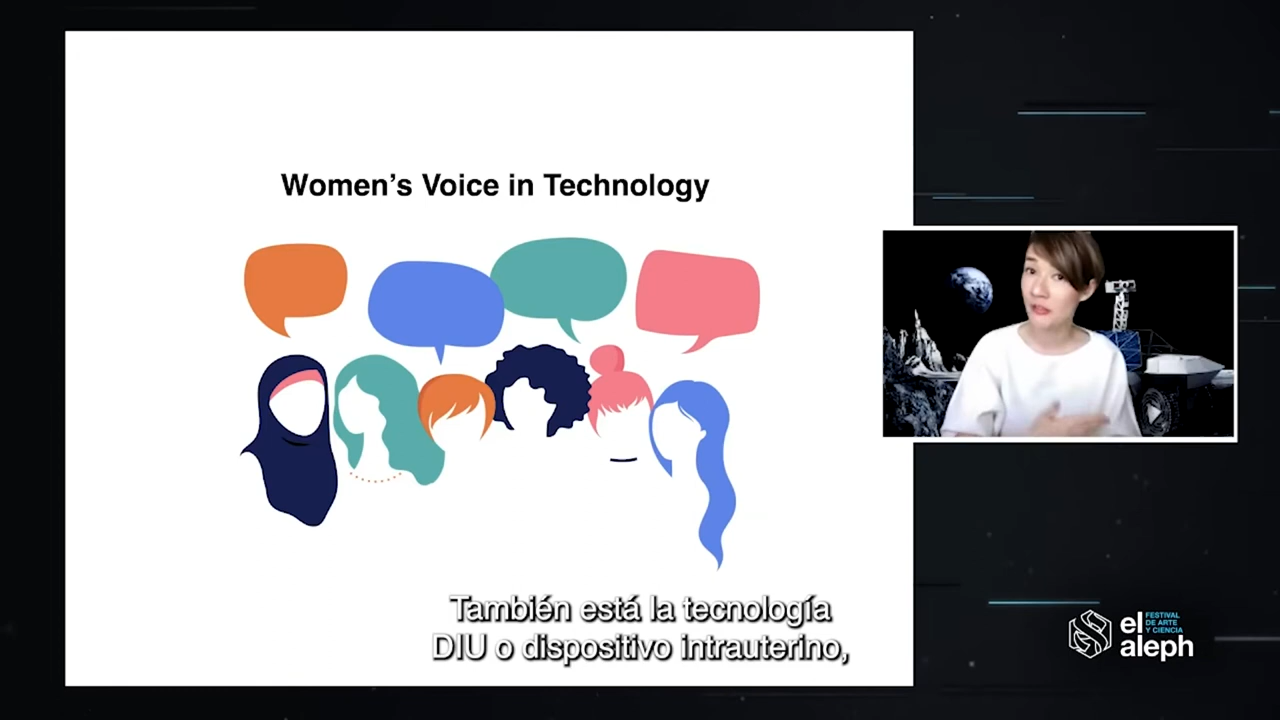 Women's Voice in Technology
También está la tecnología
DIU o dispositivo intrauterino,
el aleph
FESTIVAL
DE ARTE
Y CIENCIA